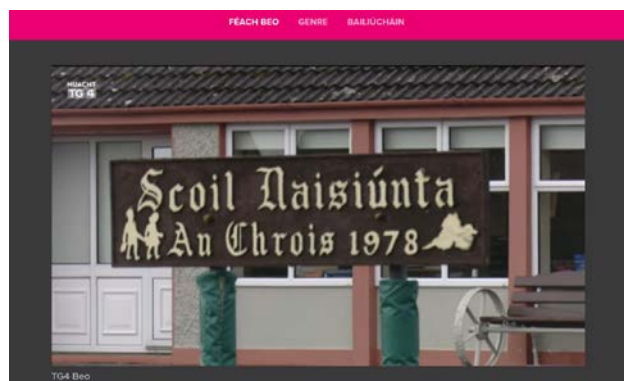 FÉACH BEO GENRE BAILIÚCHÁIN
NUACHT
TG4
Scoil Naisiúnta
An Chrois 1978
TG4 Beo